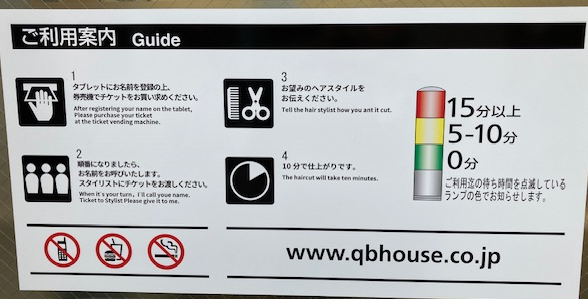 ご利用案内 Guide
1
タブレットにお名前を登録の上、
券売機でチケットをお買い求めください。
After registering your name on the tablet,
Please purchase your ticket
at the ticket vending machine.
2
順番になりましたら、
お名前をお呼びいたします。
スタイリストにチケットをお渡しください。
When it's your turn, I'll call youe name.
Ticket to Stylist Please give it to me.
3
お望みのヘアスタイルを
お伝えください。
Tell the hair stylist how you ant it cut.
4
10分で仕上がりです。
The haircut will take ten minutes.
15分以上
5-10分
0分
ご利用迄の待ち時間を点滅している
ランプの色でお知らせします。
www.qbhouse.co.jp